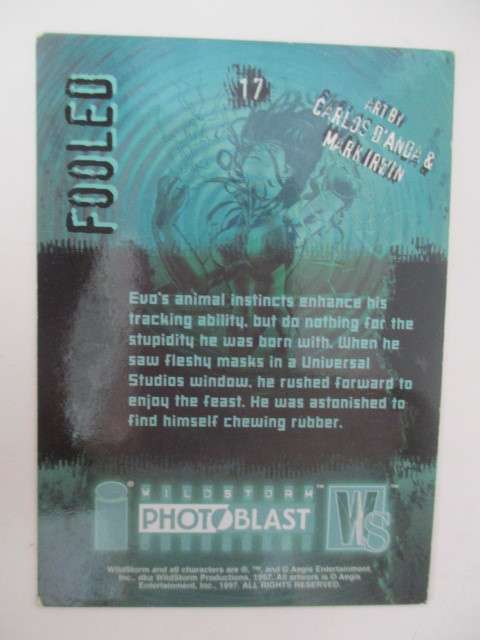 FOOLED
17
ART BY
CARLOS D'ANDA &
MARK IRWIN
Evo's animal instincts enhance his
tracking ability, but do nothing for the
stupidity he was born with. When he
saw fleshy masks in a Universal
Studios window, he rushed forward to
enjoy the feast. He was astonished to
find himself chewing rubber.
WILDSTORM™
PHOTOBLAST
WS™
WildStorm and all characters are ®, ™, and © Aegis Entertainment,
Inc., dba WildStorm Productions, 1997. All artwork is © Aegis
Entertainment, Inc., 1997. ALL RIGHTS RESERVED.